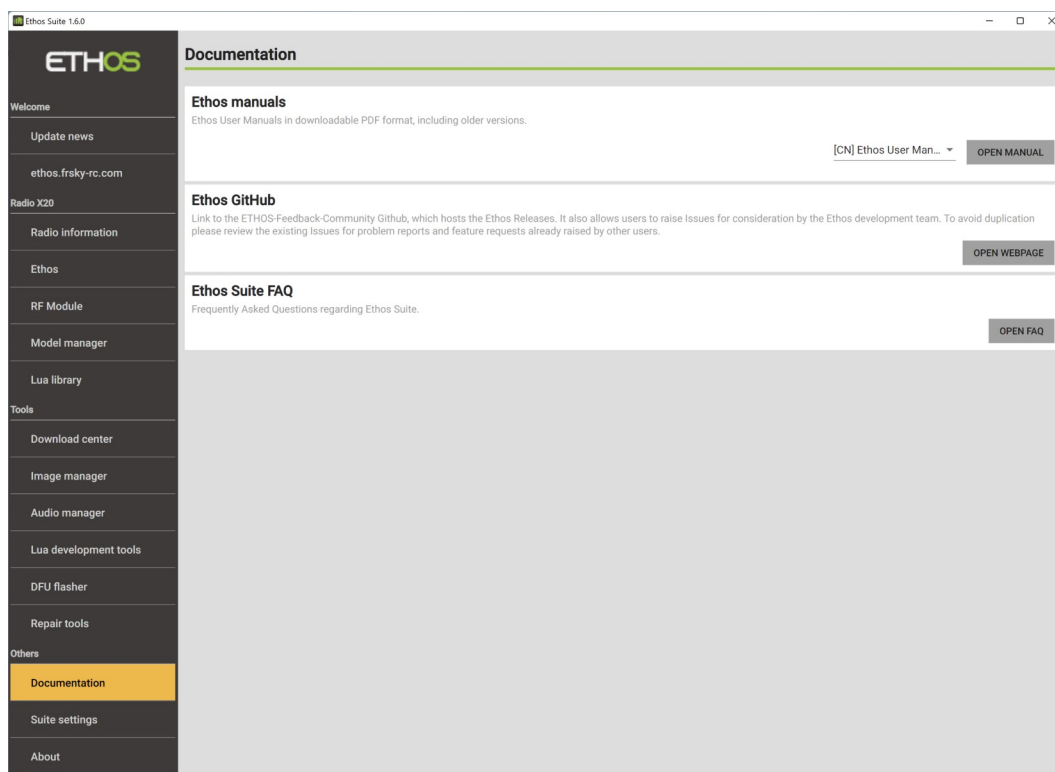 Ethos Suite 1.6.0
ETHOS
Welcome
Update news
ethos.frsky-rc.com
Radio X20
Radio information
Ethos
RF Module
Model manager
Lua library
Tools
Download center
Image manager
Audio manager
Lua development tools
DFU flasher
Repair tools
Others
Documentation
Suite settings
About
Documentation
Ethos manuals
Ethos User Manuals in downloadable PDF format, including older versions.
[CN] Ethos User Man...
OPEN MANUAL
Ethos GitHub
Link to the ETHOS-Feedback-Community Github, which hosts the Ethos Releases. It also allows users to raise Issues for consideration by the Ethos development team. To avoid duplication
please review the existing Issues for problem reports and feature requests already raised by other users.
OPEN WEBPAGE
Ethos Suite FAQ
Frequently Asked Questions regarding Ethos Suite.
OPEN FAQ